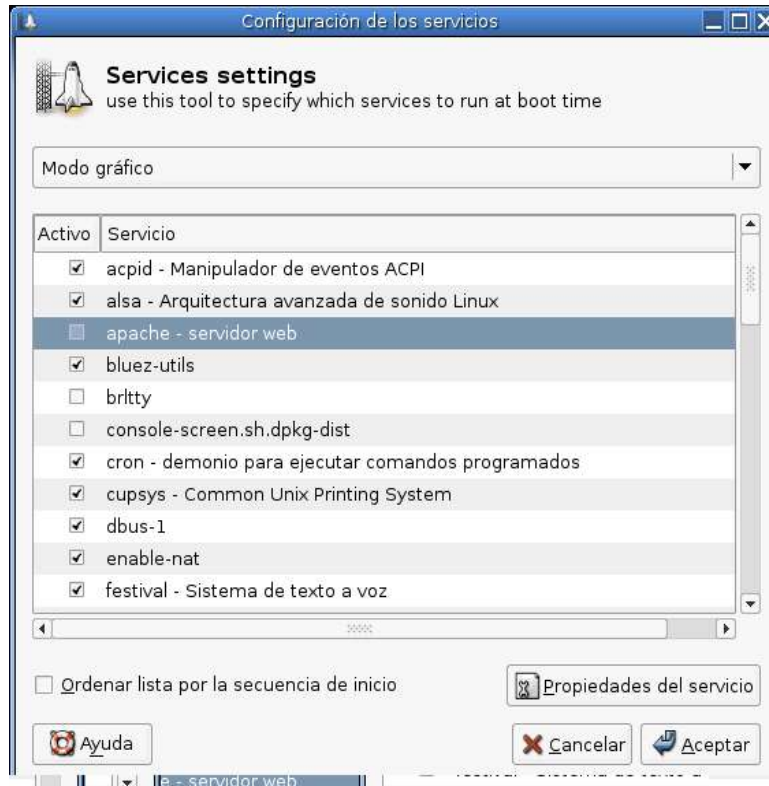 Configuración de los servicios
Services settings
use this tool to specify which services to run at boot time
Modo gráfico
Activo Servicio
acpid - Manipulador de eventos ACPI
alsa - Arquitectura avanzada de sonido Linux
apache - servidor web
bluez-utils
brltty
console-screen.sh.dpkg-dist
cron - demonio para ejecutar comandos programados
cupsys - Common Unix Printing System
dbus-1
enable-nat
festival - Sistema de texto a voz
Ordenar lista por la secuencia de inicio
Propiedades del servicio
Ayuda
Cancelar
Aceptar
e - servidor web